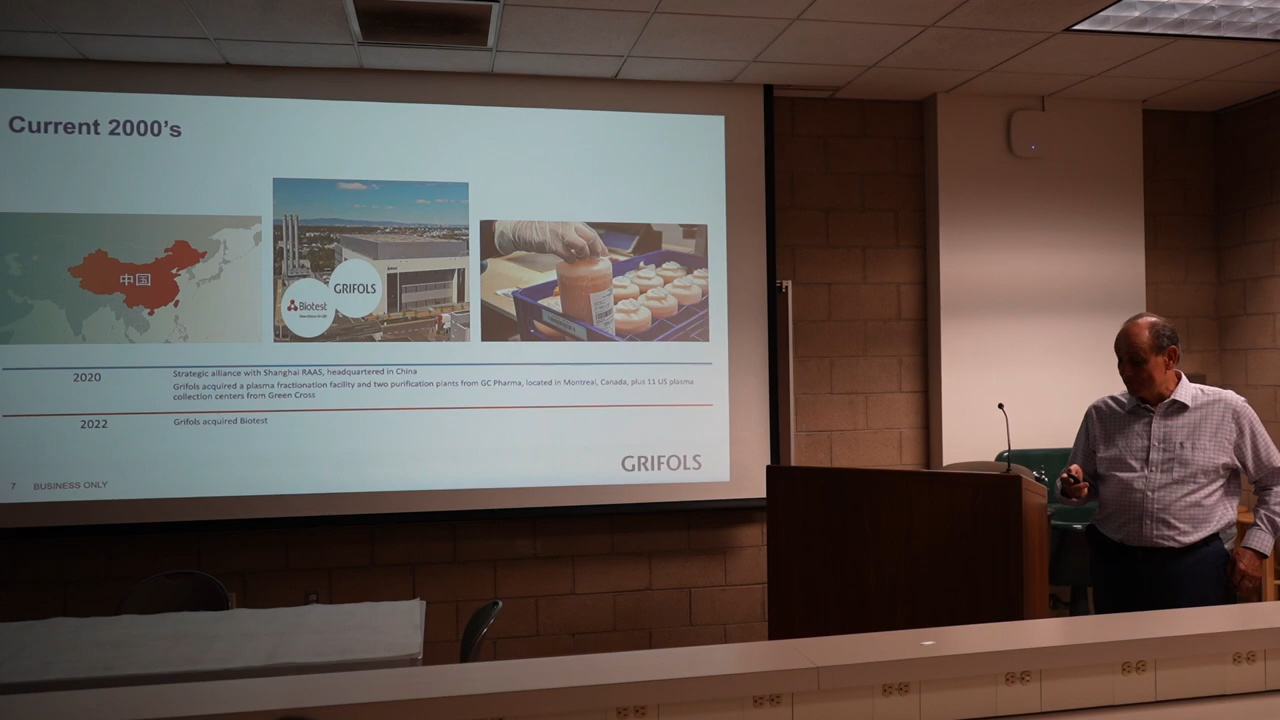 Current 2000's
中国
Biotest
GRIFOLS
2020
Strategic alliance with Shanghai RAAS, headquartered in China
Grifols acquired a plasma fractionation facility and two purification plants from GC Pharma, located in Montreal, Canada, plus 11 US plasma
collection centers from Green Cross
2022
Grifols acquired Biotest
GRIFOLS
7 BUSINESS ONLY